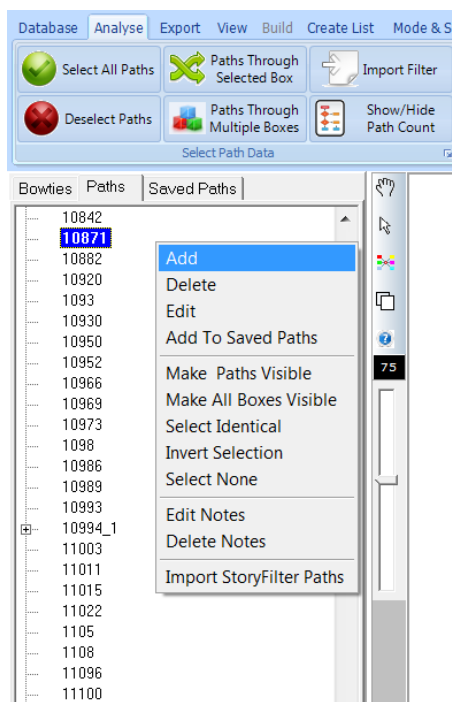 Database Analyse Export View Build Create List Mode & S
Select All Paths
Paths Through
Selected Box
Import Filter
Deselect Paths
Paths Through
Multiple Boxes
Show/Hide
Path Count
Select Path Data
Bowties Paths Saved Paths
10842
10871
10882
10920
1093
10930
10950
10952
10966
10969
10973
1098
10986
10989
10993
10994_1
11003
11011
11015
11022
1105
1108
11096
11100
Add
Delete
Edit
Add To Saved Paths
Make Paths Visible
Make All Boxes Visible
Select Identical
Invert Selection
Select None
Edit Notes
Delete Notes
Import StoryFilter Paths
75